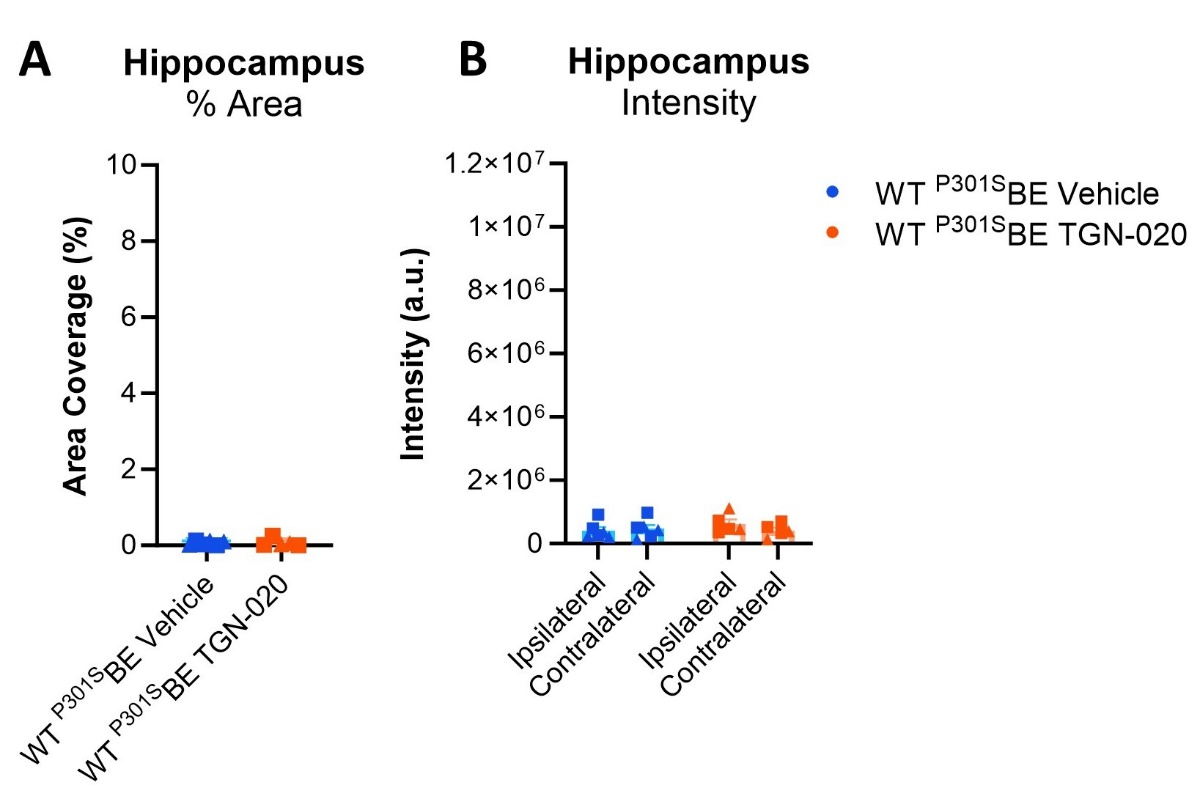 A
Hippocampus
% Area
10
8
6
4
2
0
Area Coverage (%)
WT P301SBE Vehicle
WT P301SBE TGN-020
B
Hippocampus
Intensity
1.2×10⁷
1×10⁷
8×10⁶
6×10⁶
4×10⁶
2×10⁶
0
Intensity (a.u.)
Ipsilateral
Contralateral
Ipsilateral
Contralateral
WT P301SBE Vehicle
WT P301SBE TGN-020